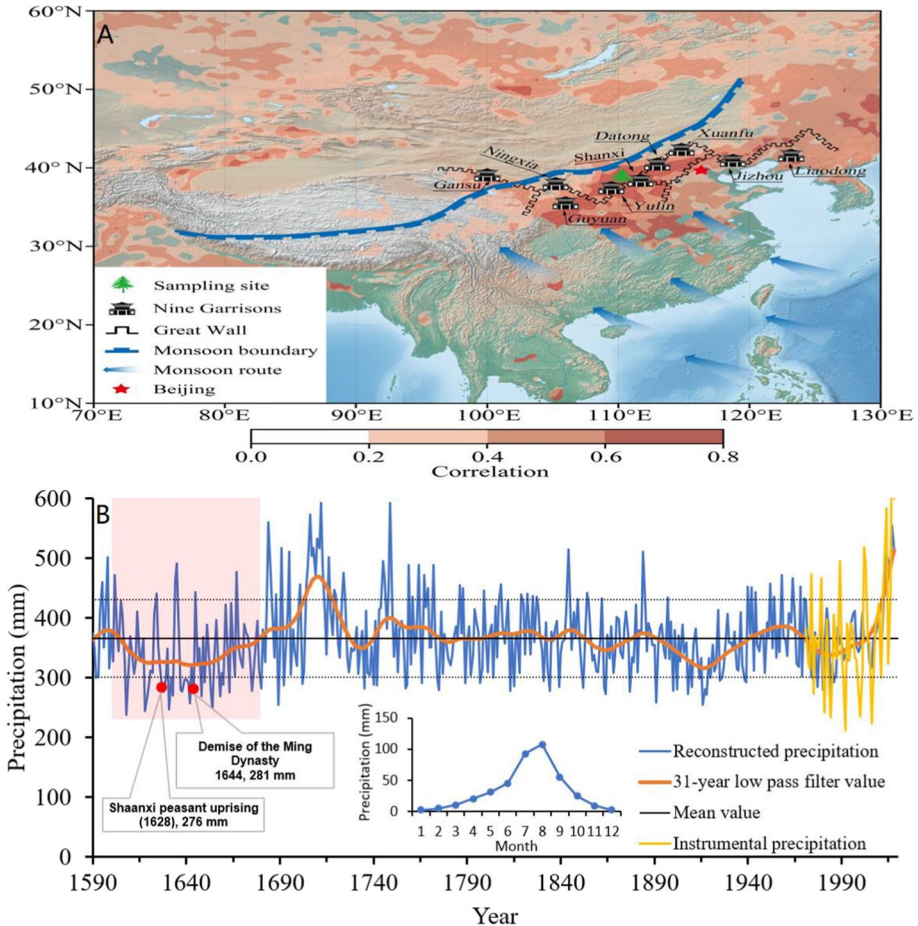 A
60°N
50°N
40°N
30°N
20°N
10°N
70°E
80°E
90°E
100°E
110°E
120°E
130°E
Datong
Xuanfu
Shanxi
Ningxia
Gansu
Jizhou
Liaodong
Yulin
Guyuan
Sampling site
Nine Garrisons
Great Wall
Monsoon boundary
Monsoon route
Beijing
0.0 0.2 0.4 0.6 0.8
Correlation
B
Precipitation (mm)
600
500
400
300
200
100
0
Demise of the Ming
Dynasty
1644, 281 mm
Shaanxi peasant uprising
(1628), 276 mm
Precipitation (mm)
150
100
50
0
1 2 3 4 5 6 7 8 9 10 11 12
Month
Reconstructed precipitation
31-year low pass filter value
Mean value
Instrumental precipitation
1590 1640 1690 1740 1790 1840 1890 1940 1990
Year